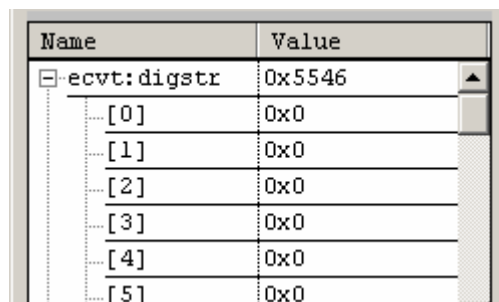 Name Value
ecvt:digstr 0x5546
[0] 0x0
[1] 0x0
[2] 0x0
[3] 0x0
[4] 0x0
[5] 0x0